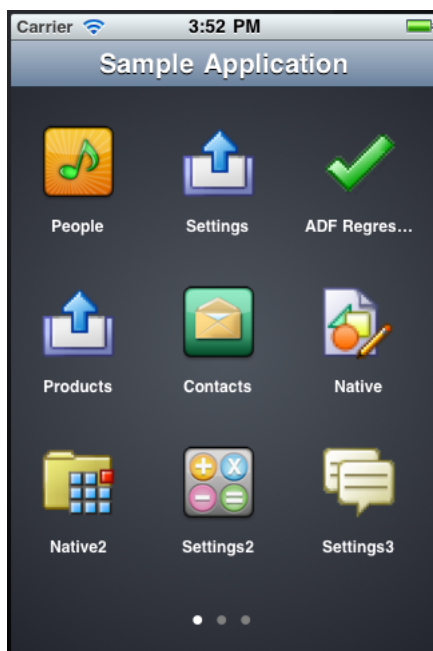 Carrier 3:52 PM
Sample Application
People Settings ADF Regres...
Products Contacts Native
Native2 Settings2 Settings3